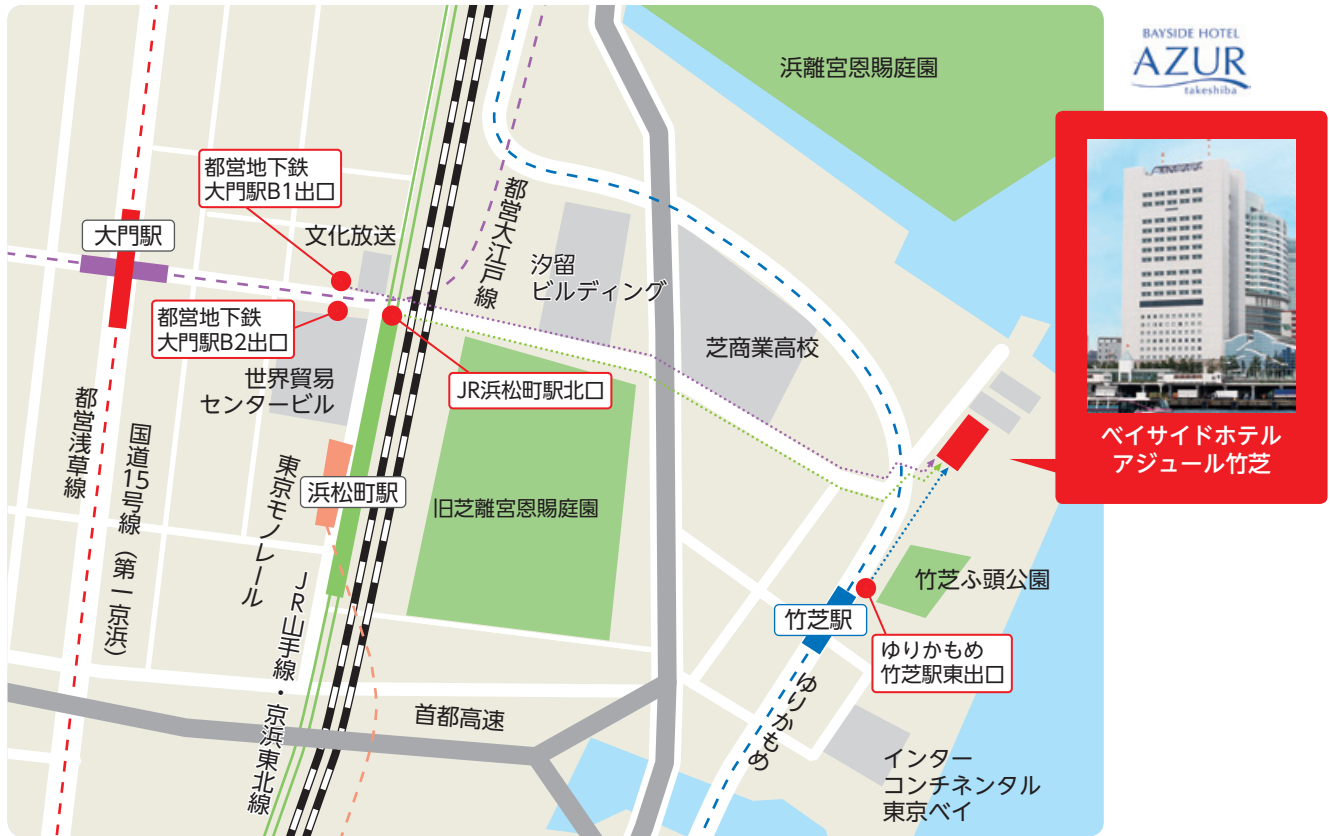 BAYSIDE HOTEL
AZUR
takeshiba
浜離宮恩賜庭園
都営地下鉄
大門駅B1出口
大門駅
文化放送
都営大江戸線
汐留
ビルディング
都営地下鉄
大門駅B2出口
芝商業高校
世界貿易
センタービル
JR浜松町駅北口
都営浅草線
国道15号線（第一京浜）
東京モノレール
浜松町駅
旧芝離宮恩賜庭園
ベイサイドホテル
アジュール竹芝
竹芝ふ頭公園
JR山手線・京浜東北線
竹芝駅
ゆりかもめ
竹芝駅東出口
首都高速
ゆりかもめ
インター
コンチネンタル
東京ベイ